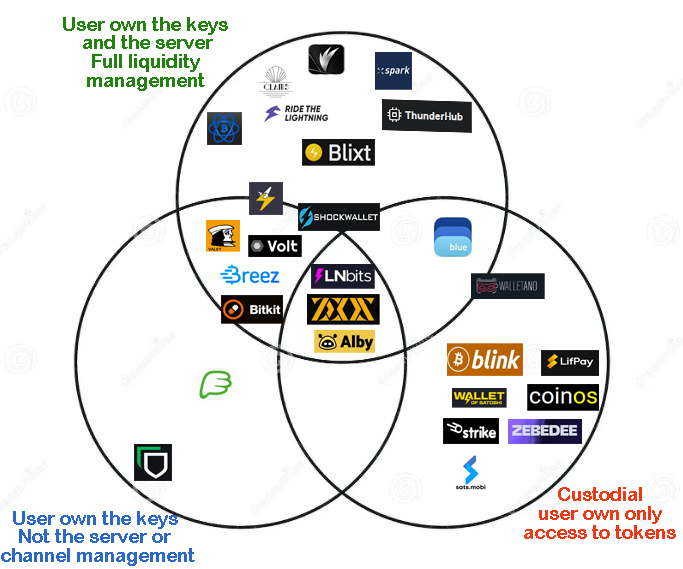 User own the keys
and the server
Full liquidity
management
spark
CLAMS
RIDE THE
LIGHTNING
ThunderHub
Blixt
SHOCKWALLET
VALET
Volt
blue
Breez
LNbits
WALLETANO
Bitkit
Alby
blink
LifPay
WALLET
OF SATOSHI
coinos
strike
ZEBEDEE
sats.mobi
Custodial
user own only
access to tokens
User own the keys
Not the server or
channel management